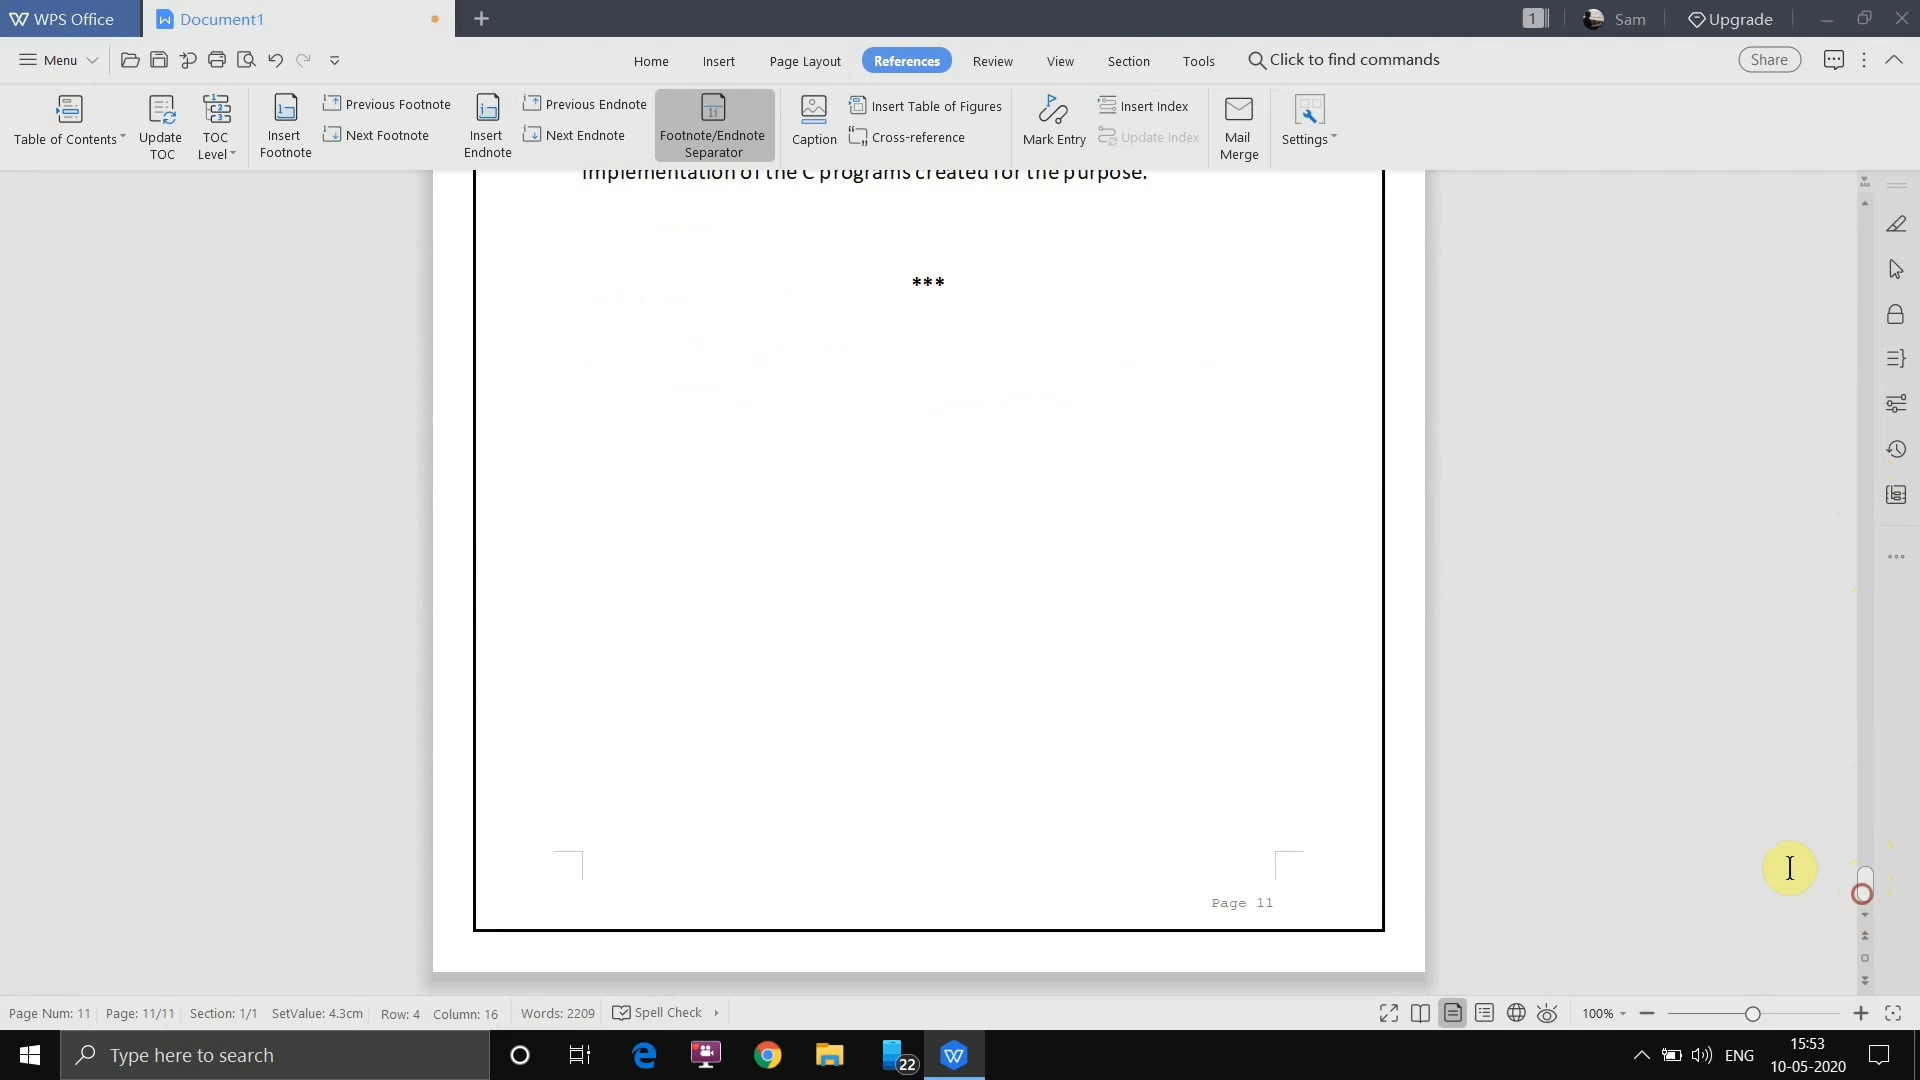 WPS Office
Document1
1
Sam
Upgrade
Menu
Home
Insert
Page Layout
References
Review
View
Section
Tools
Click to find commands
Share
Table of Contents
Update TOC
TOC Level
Insert Footnote
Previous Footnote
Next Footnote
Insert Endnote
Previous Endnote
Next Endnote
Footnote/Endnote Separator
Caption
Insert Table of Figures
Cross-reference
Mark Entry
Insert Index
Update Index
Mail Merge
Settings
implementation of the C programs created for the purpose.
***
Page 11
Page Num: 11
Page: 11/11
Section: 1/1
SetValue: 4.3cm
Row: 4
Column: 16
Words: 2209
Spell Check
100%
Type here to search
22
ENG
15:53
10-05-2020